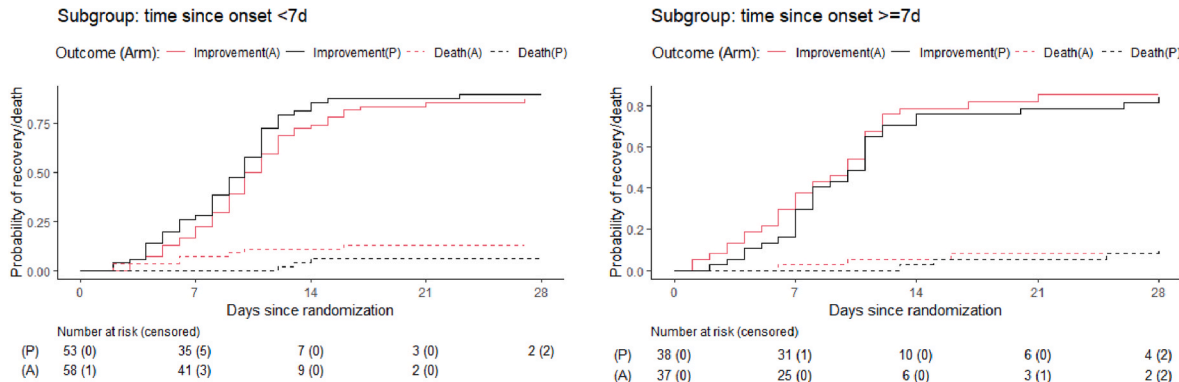 Subgroup: time since onset <7d
Outcome (Arm): Improvement(A) Improvement(P) Death(A) Death(P)
Probability of recovery/death
0.75
0.50
0.25
0.00
0 7 14 21 28
Days since randomization
Number at risk (censored)
(P) 53 (0) 35 (5) 7 (0) 3 (0) 2 (2)
(A) 58 (1) 41 (3) 9 (0) 2 (0)
Subgroup: time since onset >=7d
Outcome (Arm): Improvement(A) Improvement(P) Death(A) Death(P)
Probability of recovery/death
0.8
0.6
0.4
0.2
0.0
0 7 14 21 28
Days since randomization
Number at risk (censored)
(P) 38 (0) 31 (1) 10 (0) 6 (0) 4 (2)
(A) 37 (0) 25 (0) 6 (0) 3 (1) 2 (2)